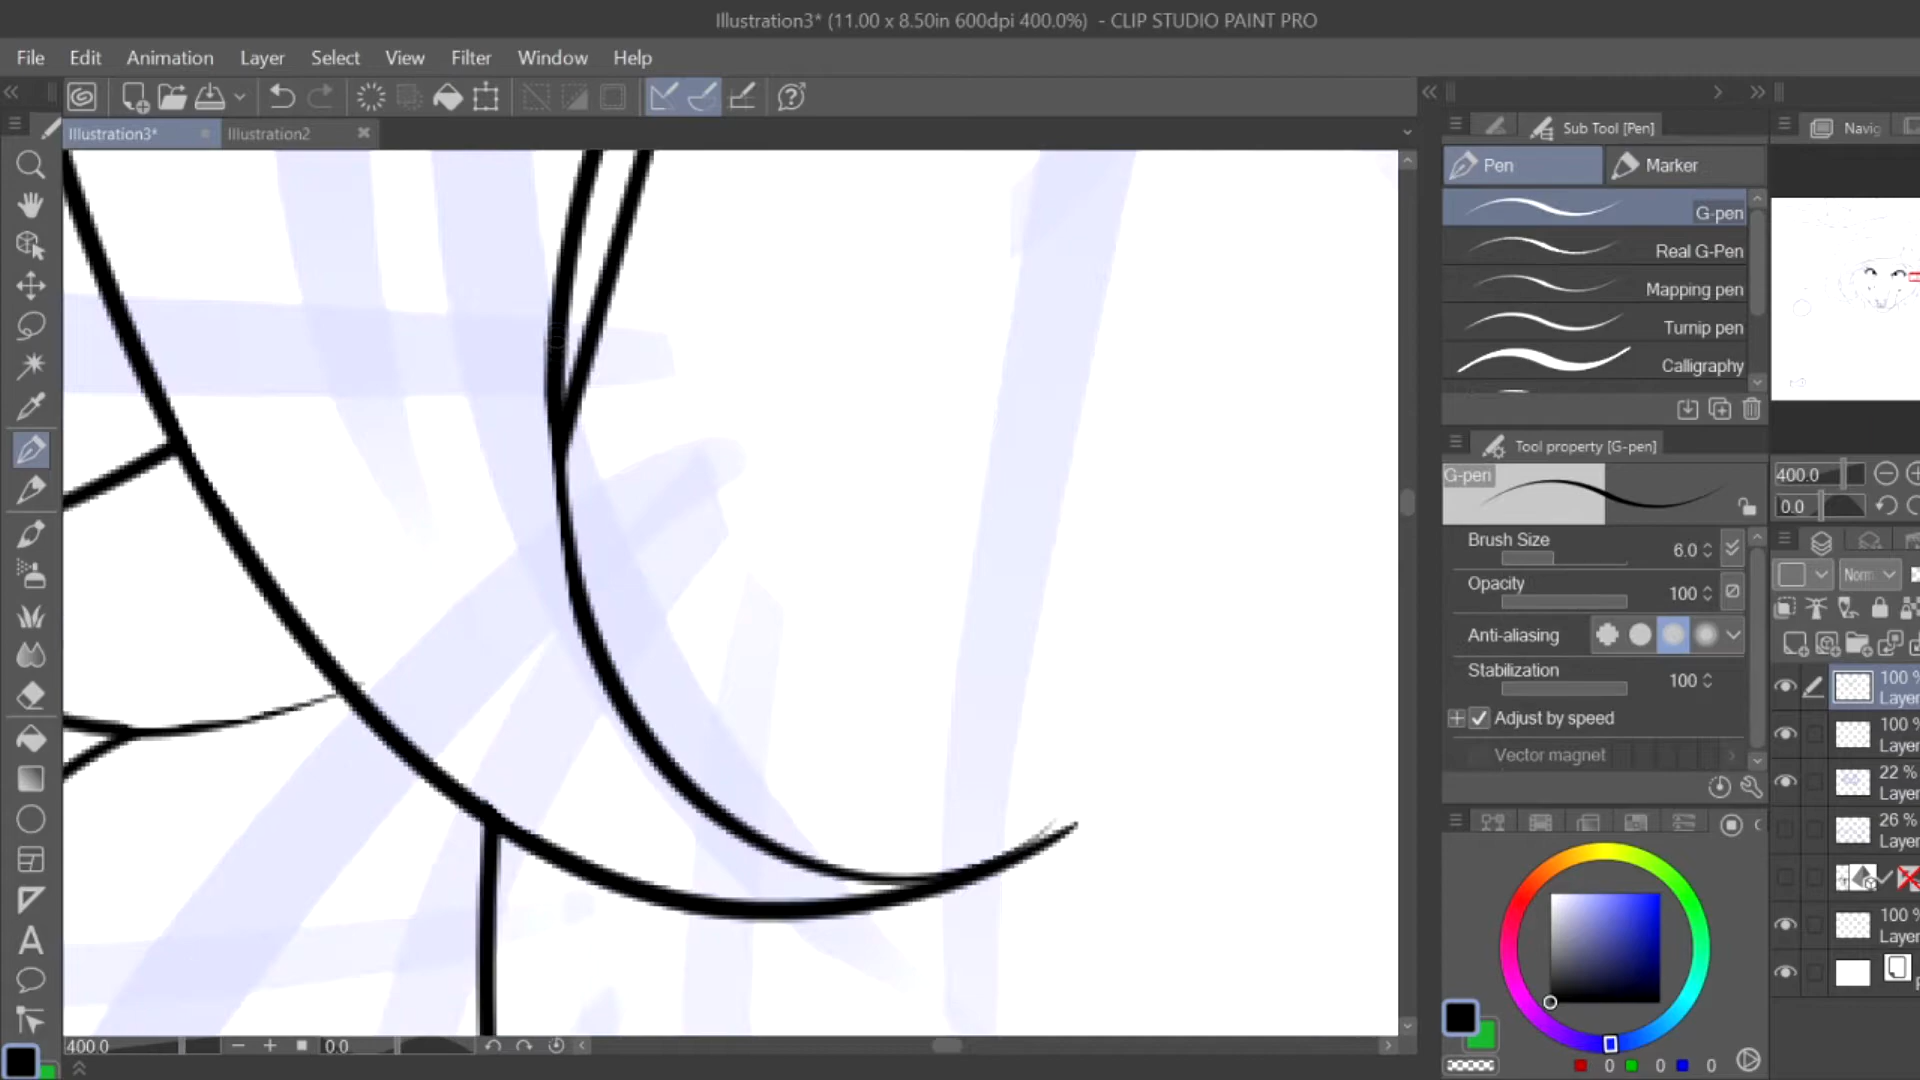 Illustration3* (11.00 x 8.50in 600dpi 400.0%) - CLIP STUDIO PAINT PRO
File Edit Animation Layer Select View Filter Window Help
Illustration3* Illustration2
Sub Tool [Pen]
Navig
Pen Marker
G-pen
Real G-Pen
Mapping pen
Turnip pen
Calligraphy
Tool property [G-pen]
G-pen
400.0
0.0
Brush Size 6.0
Opacity 100
Norm
Anti-aliasing
Stabilization 100
Adjust by speed
Vector magnet
100 %
Layer
100 %
Layer
22 %
Layer
26 %
Layer
100 %
Layer
400.0 0.0
0 0 0